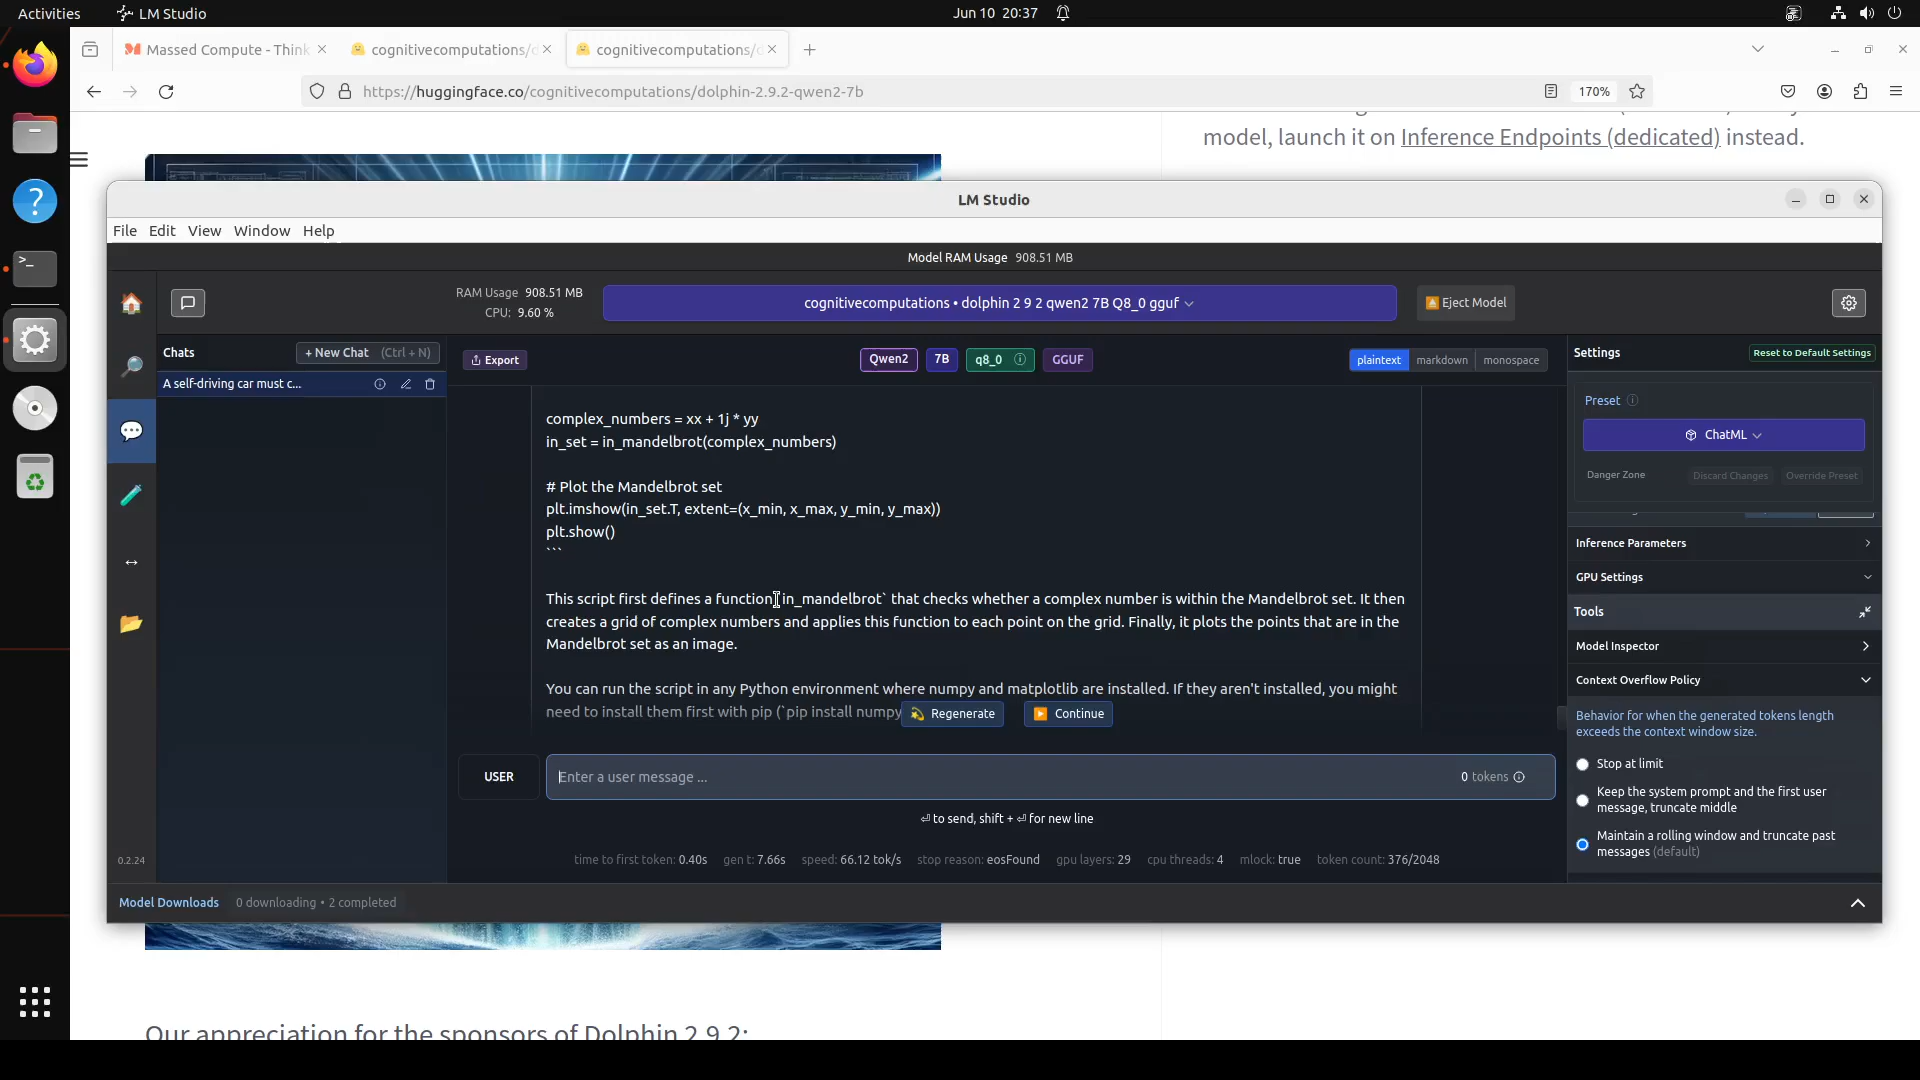 Activities
LM Studio
Jun 10 20:37
Massed Compute - Think
cognitivecomputations/d
cognitivecomputations/d
https://huggingface.co/cognitivecomputations/dolphin-2.9.2-qwen2-7b
170%
model, launch it on Inference Endpoints (dedicated) instead.
LM Studio
File Edit View Window Help
Model RAM Usage 908.51 MB
RAM Usage 908.51 MB
CPU: 9.60 %
cognitivecomputations • dolphin 2 9 2 qwen2 7B Q8_0 gguf
Eject Model
Chats
+ New Chat (Ctrl + N)
A self-driving car must c...
Export
Qwen2
7B
q8_0
GGUF
plaintext
markdown
monospace
complex_numbers = xx + 1j * yy
in_set = in_mandelbrot(complex_numbers)
# Plot the Mandelbrot set
plt.imshow(in_set.T, extent=(x_min, x_max, y_min, y_max))
plt.show()
```
This script first defines a function `in_mandelbrot` that checks whether a complex number is within the Mandelbrot set. It then
creates a grid of complex numbers and applies this function to each point on the grid. Finally, it plots the points that are in the
Mandelbrot set as an image.
You can run the script in any Python environment where numpy and matplotlib are installed. If they aren't installed, you might
need to install them first with pip (`pip install numpy
Regenerate
Continue
USER
Enter a user message ...
0 tokens
⏎ to send, shift + ⏎ for new line
time to first token: 0.40s gen t: 7.66s speed: 66.12 tok/s stop reason: eosFound gpu layers: 29 cpu threads: 4 mlock: true token count: 376/2048
0.2.24
Settings
Reset to Default Settings
Preset
ChatML
Danger Zone
Discard Changes
Override Preset
Inference Parameters
GPU Settings
Tools
Model Inspector
Context Overflow Policy
Behavior for when the generated tokens length
exceeds the context window size.
Stop at limit
Keep the system prompt and the first user
message, truncate middle
Maintain a rolling window and truncate past
messages (default)
Model Downloads 0 downloading • 2 completed
Our appreciation for the sponsors of Dolphin 2.9.2: